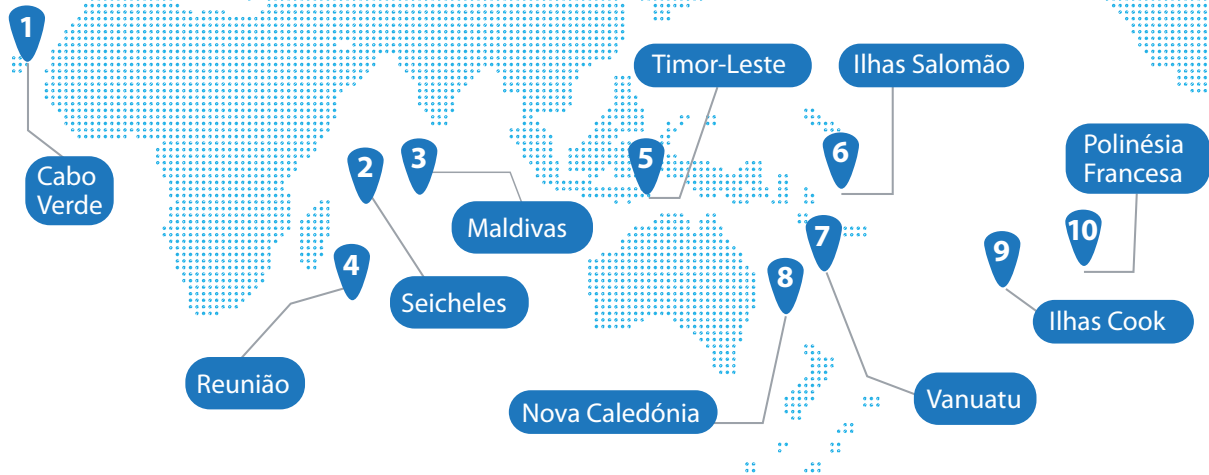 1
Cabo
Verde
2
Seicheles
3
Maldivas
4
Reunião
5
Timor-Leste
6
Ilhas Salomão
7
Vanuatu
8
Nova Caledónia
9
Ilhas Cook
10
Polinésia
Francesa